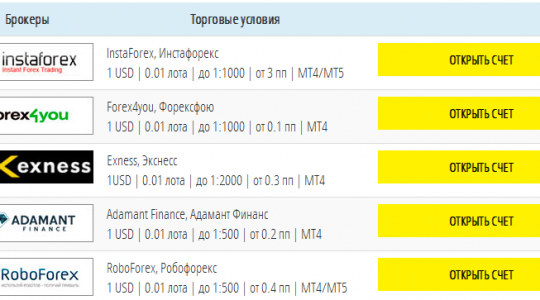 Брокеры Торговые условия
instaforex
Instant Forex Trading
InstaForex, Инстафорекс
1 USD | 0.01 лота | до 1:1000 | от 3 пп | MT4/MT5
ОТКРЫТЬ СЧЕТ
orex4you
Forex4you, Форексфою
1 USD | 0.01 лота | до 1:1000 | от 0.1 пп | MT4
ОТКРЫТЬ СЧЕТ
exness
Exness, Экснесс
1USD | 0.01 лота | до 1:2000 | от 0.3 пп | MT4
ОТКРЫТЬ СЧЕТ
ADAMANT
FINANCE
Adamant Finance, Адамант Финанс
1 USD | 0.01 лота | до 1:500 | от 0.2 пп | MT4
ОТКРЫТЬ СЧЕТ
RoboForex
RoboForex, Робофорекс
1 USD | 0.01 лота | до 1:500 | от 0.4 пп | MT4/MT5
ОТКРЫТЬ СЧЕТ